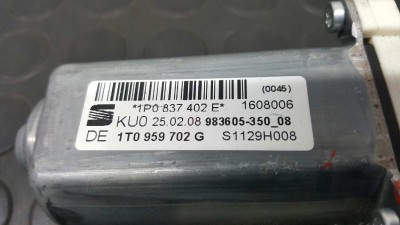 (0045)
*1P0 837 402 E* 1608006
KU0 25.02.08 983605-350_08
DE 1T0 959 702 G S1129H008